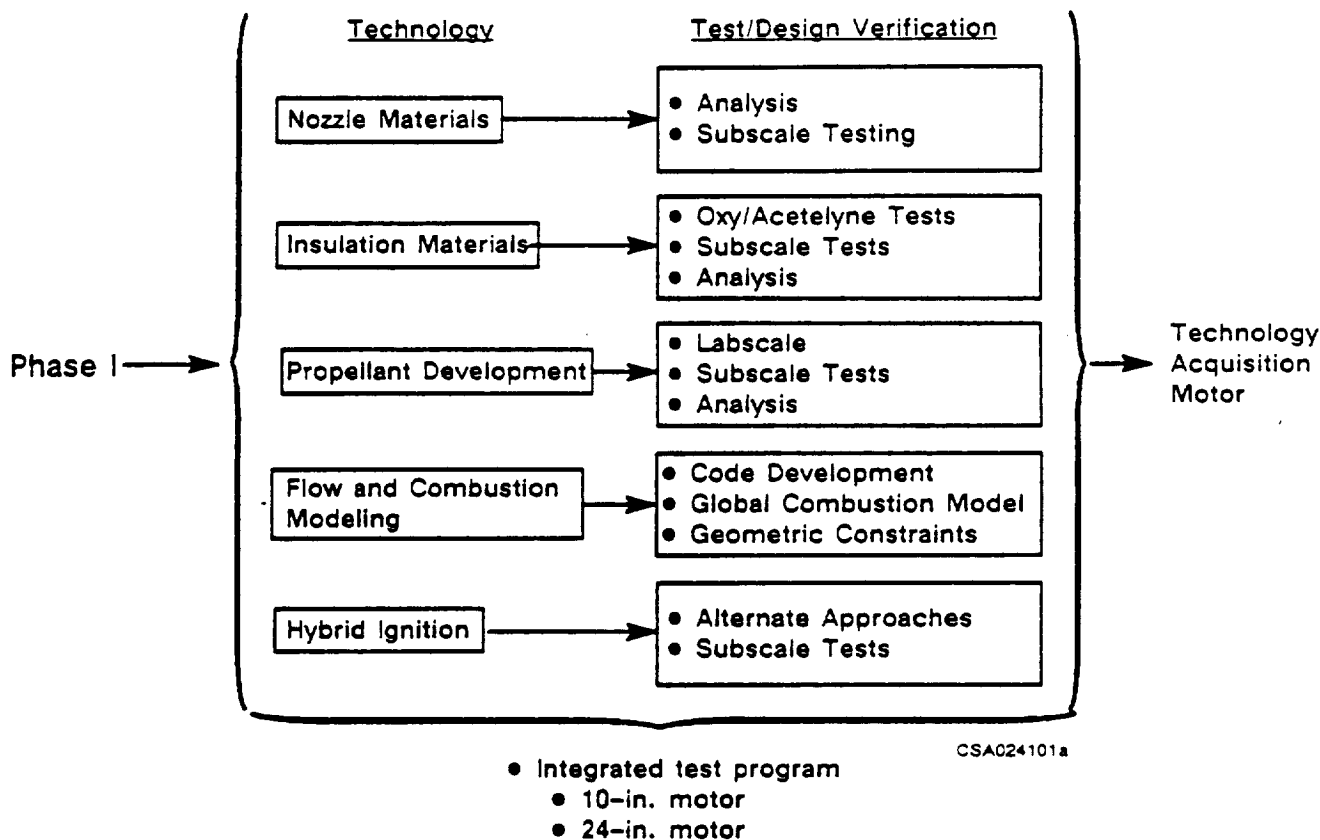 Technology
Test/Design Verification
Nozzle Materials
● Analysis
● Subscale Testing
Insulation Materials
● Oxy/Acetelyne Tests
● Subscale Tests
● Analysis
Phase I
Propellant Development
● Labscale
● Subscale Tests
● Analysis
Technology
Acquisition
Motor
Flow and Combustion
Modeling
● Code Development
● Global Combustion Model
● Geometric Constraints
Hybrid Ignition
● Alternate Approaches
● Subscale Tests
CSA024101a
● Integrated test program
● 10-in. motor
● 24-in. motor